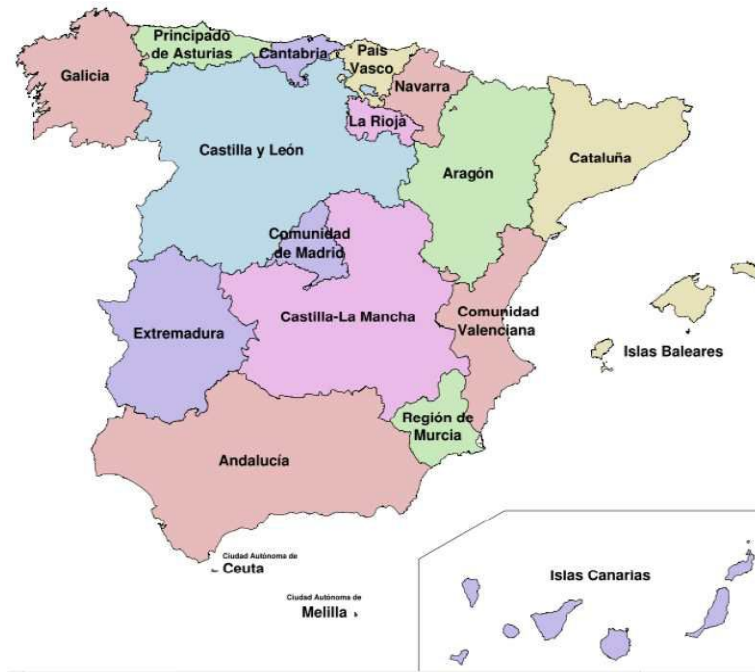 Principado
de Asturias
Cantabria
País
Vasco
Galicia
Navarra
La Rioja
Castilla y León
Cataluña
Aragón
Comunidad
de Madrid
Castilla-La Mancha
Comunidad
Valenciana
Extremadura
Islas Baleares
Región de
Murcia
Andalucía
Ciudad Autónoma de
Ceuta
Islas Canarias
Ciudad Autónoma de
Melilla